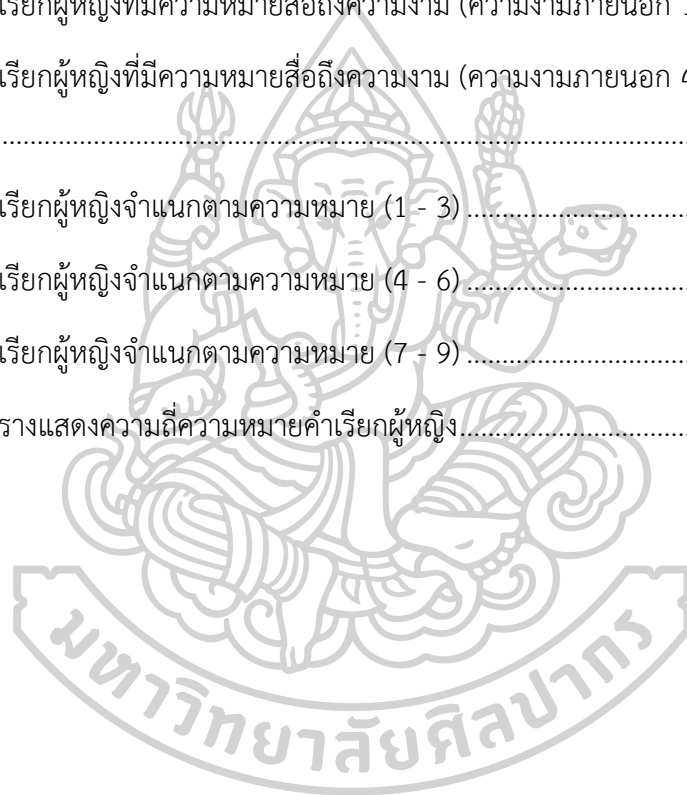 เรียกผู้หญิงที่มีความหมายสื่อถึงความงาม (ความงามภายนอก
เรียกผู้หญิงที่มีความหมายสื่อถึงความงาม (ความงามภายนอก 4
................................................................................
เรียกผู้หญิงจำแนกตามความหมาย (1 - 3) ................................
เรียกผู้หญิงจำแนกตามความหมาย (4 - 6) ................................
เรียกผู้หญิงจำแนกตามความหมาย (7 - 9) ................................
รางแสดงความถี่ความหมายคำเรียกผู้หญิง................................
มหาวิทยาลัยศิลปากร